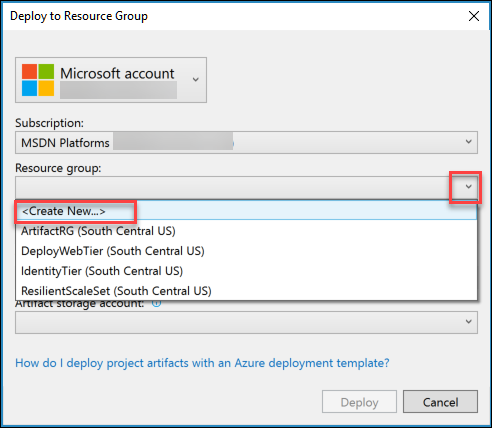 Deploy to Resource Group
Microsoft account
Subscription:
MSDN Platforms
Resource group:
<Create New...>
ArtifactRG (South Central US)
DeployWebTier (South Central US)
IdentityTier (South Central US)
ResilientScaleSet (South Central US)
Artifact storage account:
How do I deploy project artifacts with an Azure deployment template?
Deploy
Cancel